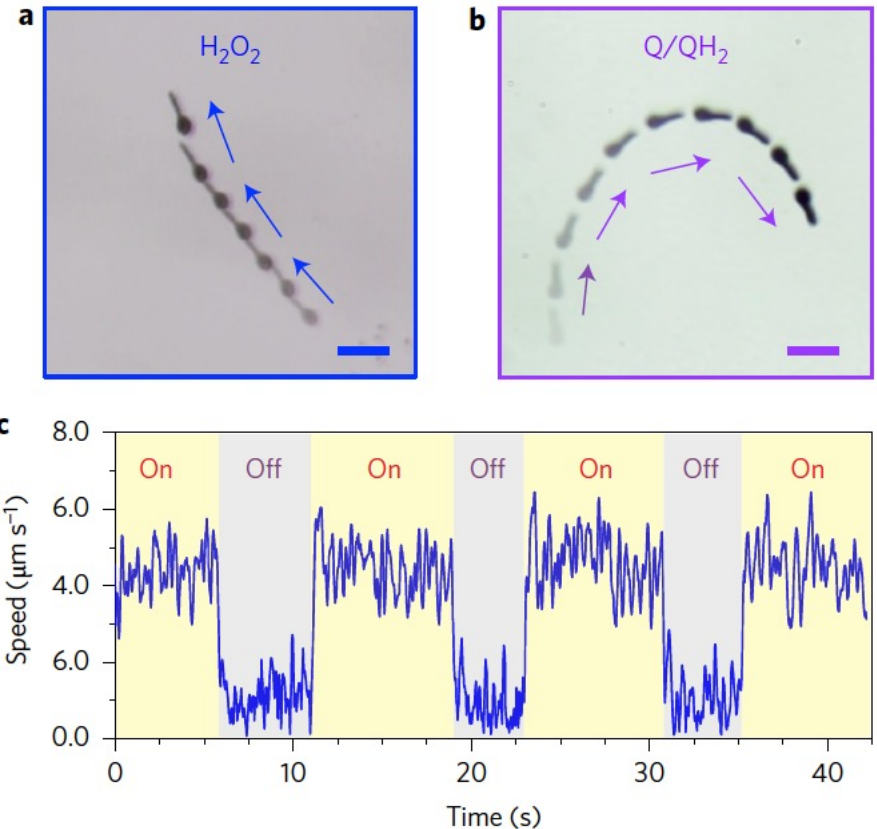 a
H₂O₂
b
Q/QH₂
c
8.0
6.0
4.0
6.0
0.0
Speed (μm s⁻¹)
On Off On Off On Off On
0 10 20 30 40
Time (s)